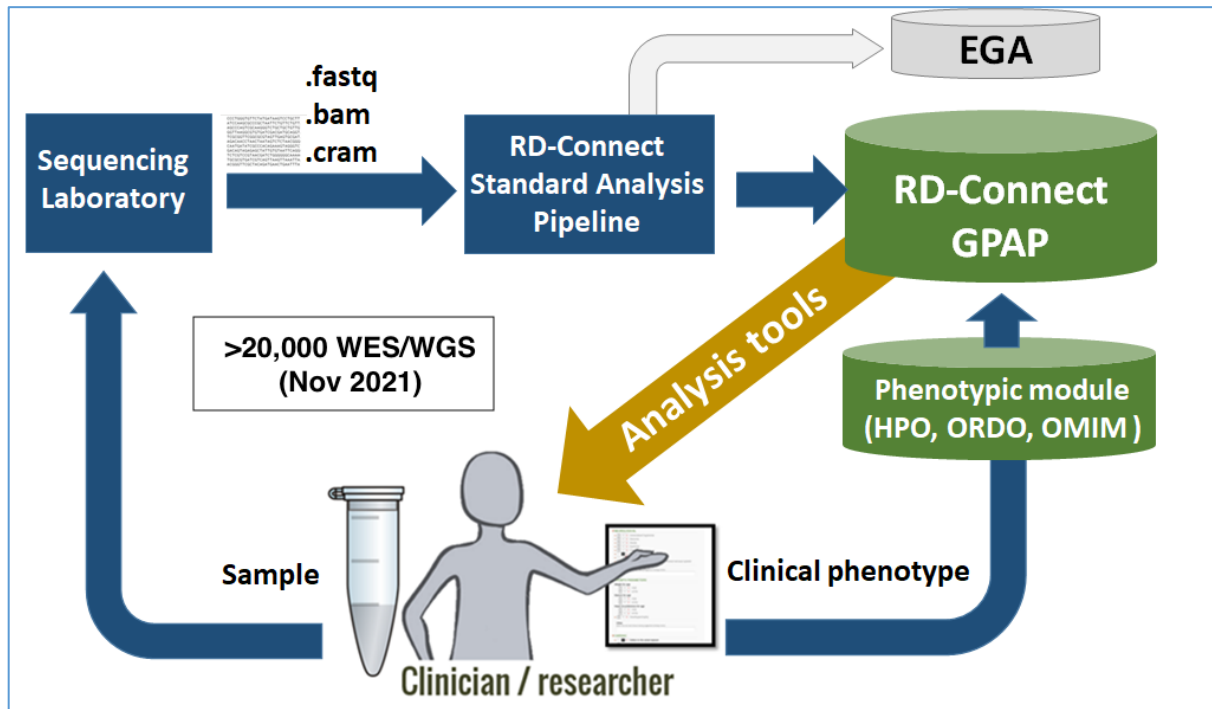 EGA
.fastq
.bam
.cram
Sequencing
Laboratory
RD-Connect
Standard Analysis
Pipeline
RD-Connect
GPAP
Analysis tools
>20,000 WES/WGS
(Nov 2021)
Phenotypic module
(HPO, ORDO, OMIM )
Sample
Clinical phenotype
Clinician / researcher